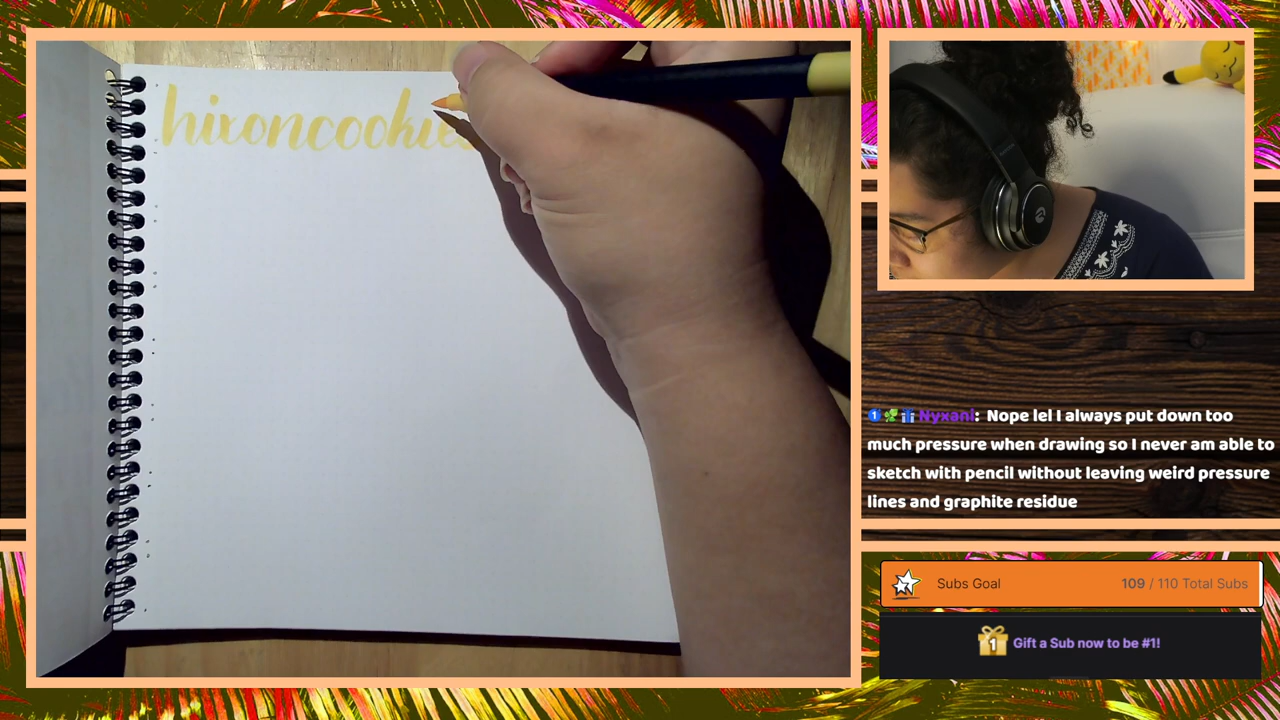 hixoncookies
Nyxani: Nope lel I always put down too
much pressure when drawing so I never am able to
sketch with pencil without leaving weird pressure
lines and graphite residue
Subs Goal
109 / 110 Total Subs
1 Gift a Sub now to be #1!